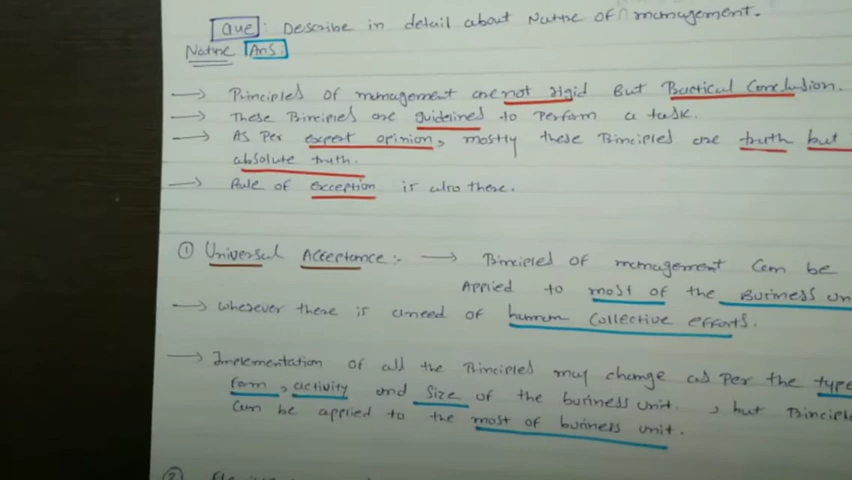 Que: Describe in detail about Nature of management.
Nature Ans.
→ Principles of management are not rigid But Practical Conclusion.
→ These Principles are guidelined to Perform a task.
→ As Per expert opinion, mostly these Principles are truth but
absolute truth.
→ Rule of exception is also there.
① Universal Acceptance:- → Principles of management Can be
Applied to most of the Business
→ wherever there is a need of human Collective efforts.
→ Implementation of all the Principles may change as Per the type
form, activity and Size of the business unit, but
Can be applied to the most of business unit.
②